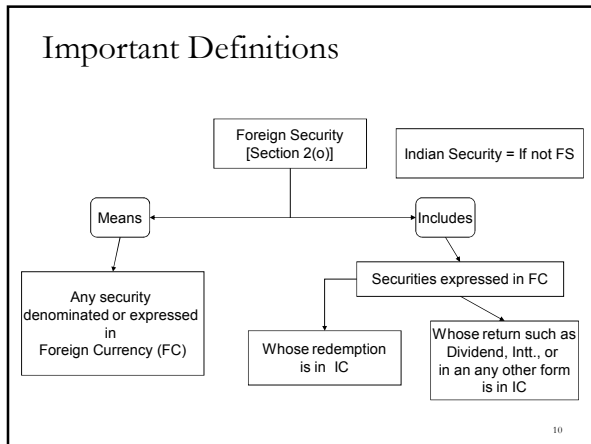 Important Definitions
Foreign Security
[Section 2(o)]
Indian Security = If not FS
Means
Includes
Any security
denominated or expressed
in
Foreign Currency (FC)
Securities expressed in FC
Whose redemption
is in IC
Whose return such as
Dividend, Intt., or
in an any other form
is in IC
10